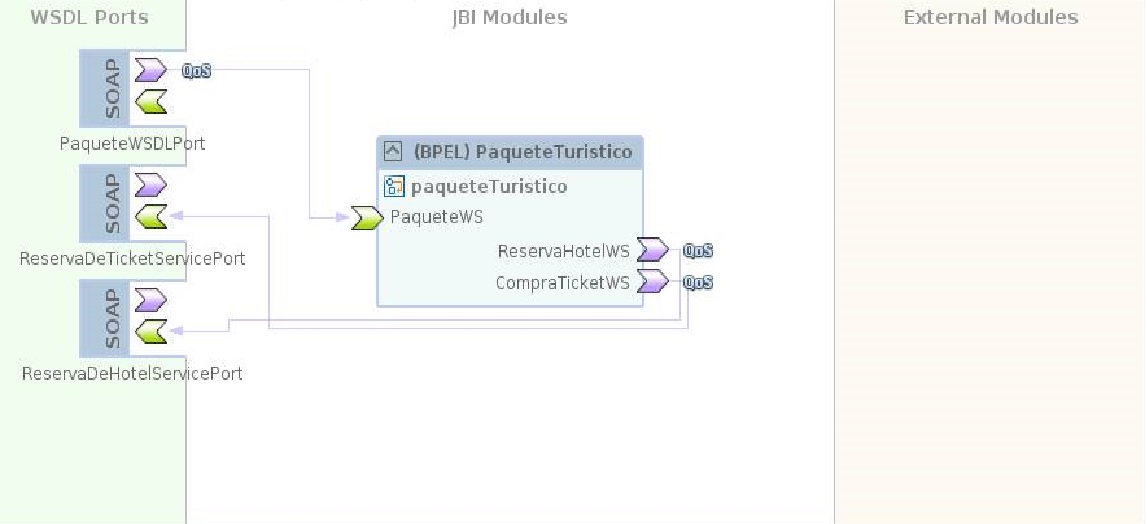 WSDL Ports
JBI Modules
External Modules
SOAP
QoS
PaqueteWSDLPort
SOAP
ReservaDeTicketServicePort
SOAP
ReservaDeHotelServicePort
(BPEL) PaqueteTuristico
paqueteTuristico
PaqueteWS
ReservaHotelWS
QoS
CompraTicketWS
QoS